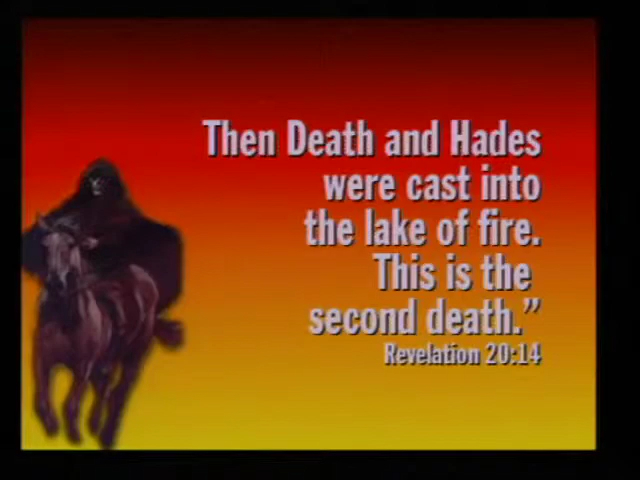 Then Death and Hades
were cast into
the lake of fire.
This is the
second death.”
Revelation 20:14